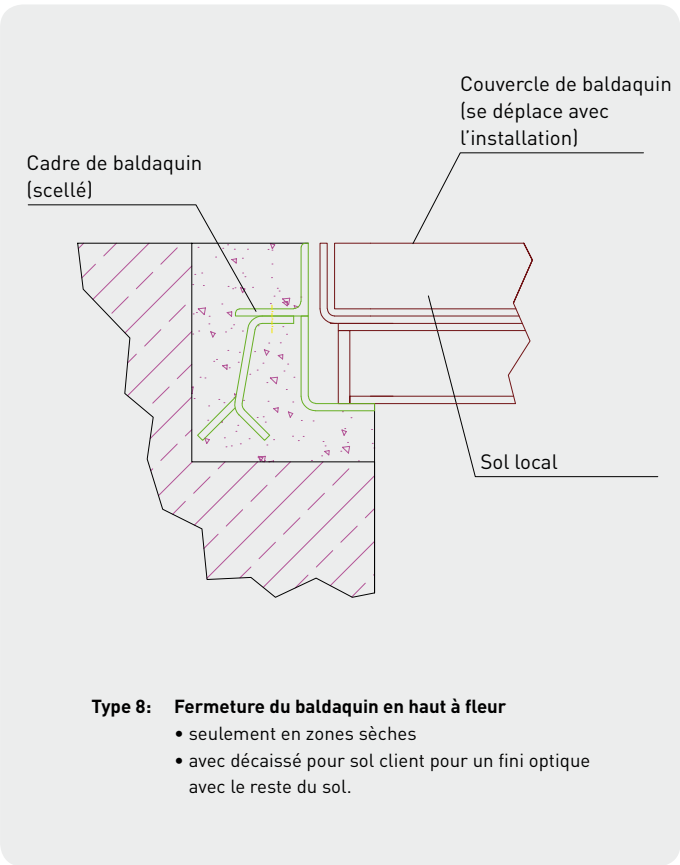 Couvercle de baldaquin
(se déplace avec
l'installation)
Cadre de baldaquin
(scellé)
Sol local
Type 8: Fermeture du baldaquin en haut à fleur
• seulement en zones sèches
• avec décaissé pour sol client pour un fini optique
avec le reste du sol.